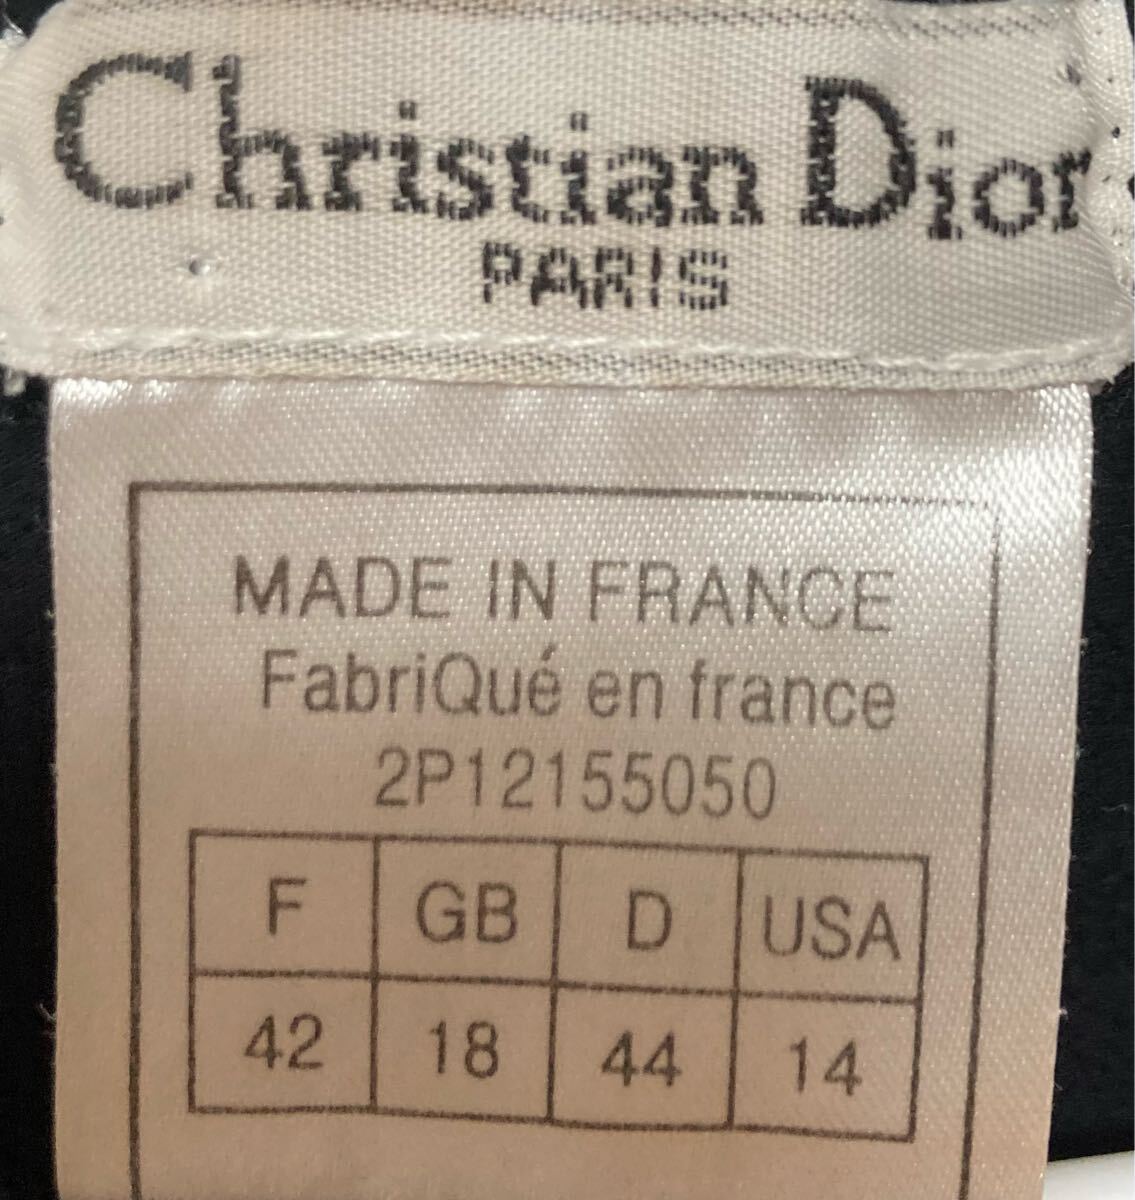 Christian Dior
PARIS
MADE IN FRANCE
FabriQué en france
2P12155050
F GB D USA
42 18 44 14